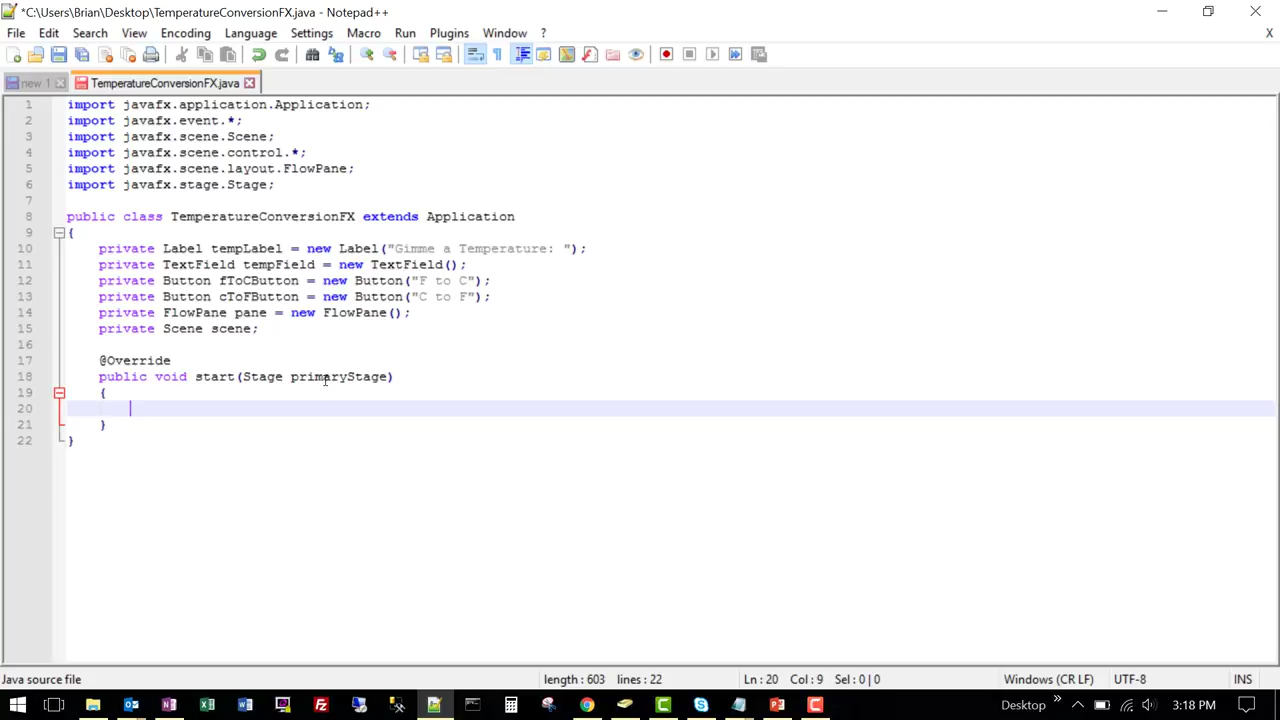 *C:\Users\Brian\Desktop\TemperatureConversionFX.java - Notepad++
File Edit Search View Encoding Language Settings Macro Run Plugins Window ? X
new 1 TemperatureConversionFX.java
1 import javafx.application.Application;
2 import javafx.event.*;
3 import javafx.scene.Scene;
4 import javafx.scene.control.*;
5 import javafx.scene.layout.FlowPane;
6 import javafx.stage.Stage;
7
8 public class TemperatureConversionFX extends Application
9 {
10 private Label tempLabel = new Label("Gimme a Temperature: ");
11 private TextField tempField = new TextField();
12 private Button fToCButton = new Button("F to C");
13 private Button cToFButton = new Button("C to F");
14 private FlowPane pane = new FlowPane();
15 private Scene scene;
16
17 @Override
18 public void start(Stage primaryStage)
19 {
20
21 }
22 }
Java source file length : 603 lines : 22 Ln : 20 Col : 9 Sel : 0 | 0 Windows (CR LF) UTF-8 INS
Desktop 3:18 PM